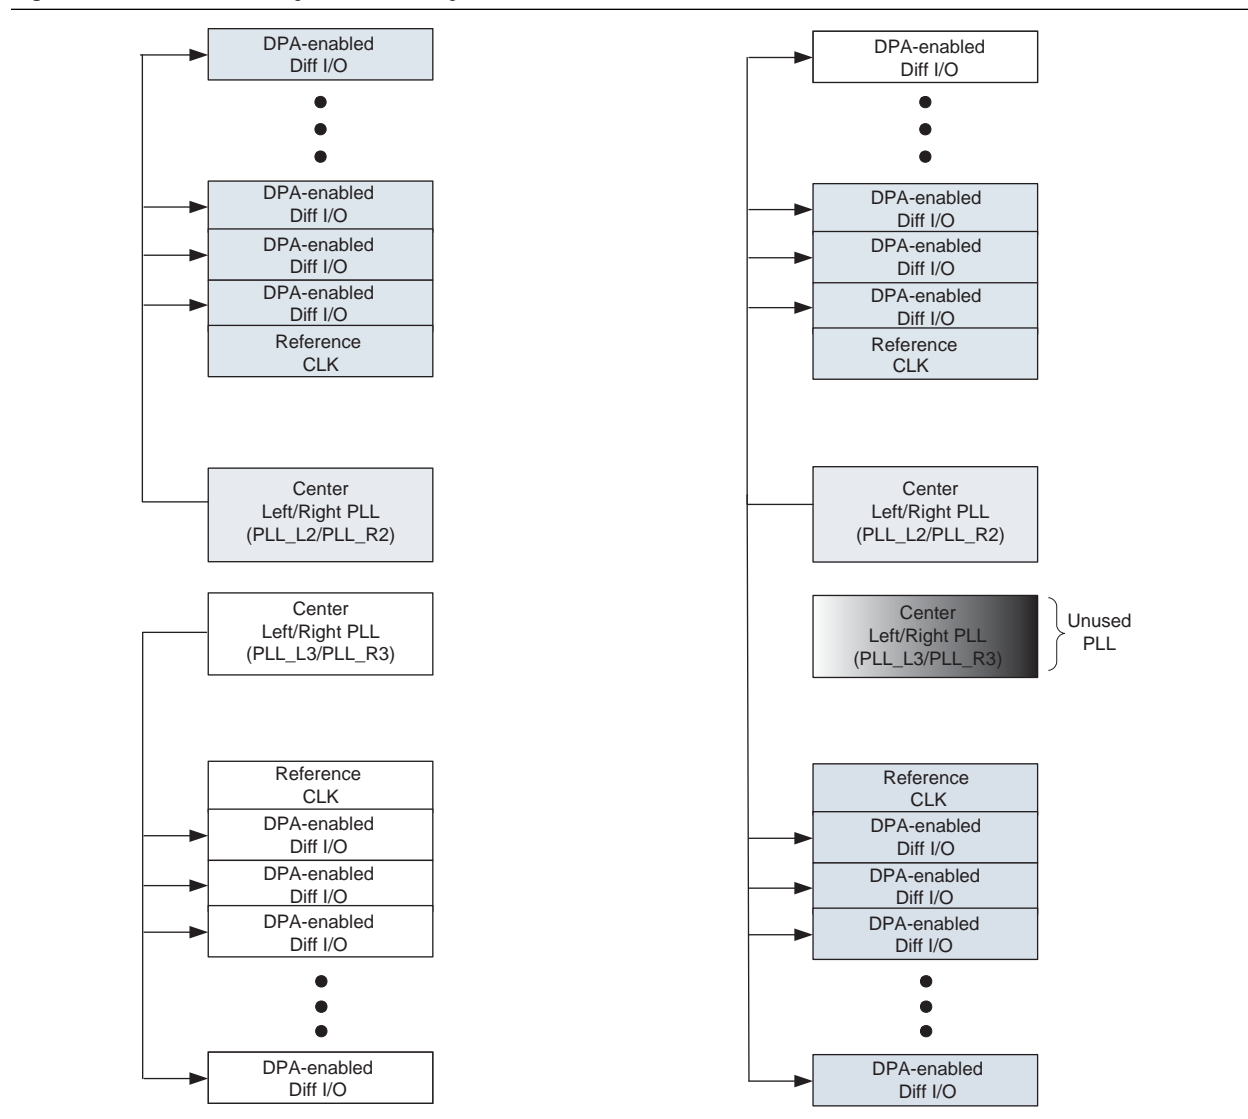 DPA-enabled
Diff I/O
DPA-enabled
Diff I/O
DPA-enabled
Diff I/O
DPA-enabled
Diff I/O
Reference
CLK
Center
Left/Right PLL
(PLL_L2/PLL_R2)
Center
Left/Right PLL
(PLL_L3/PLL_R3)
Reference
CLK
DPA-enabled
Diff I/O
DPA-enabled
Diff I/O
DPA-enabled
Diff I/O
DPA-enabled
Diff I/O
DPA-enabled
Diff I/O
DPA-enabled
Diff I/O
DPA-enabled
Diff I/O
DPA-enabled
Diff I/O
Reference
CLK
Center
Left/Right PLL
(PLL_L2/PLL_R2)
Center
Left/Right PLL
(PLL_L3/PLL_R3)
Unused
PLL
Reference
CLK
DPA-enabled
Diff I/O
DPA-enabled
Diff I/O
DPA-enabled
Diff I/O
DPA-enabled
Diff I/O